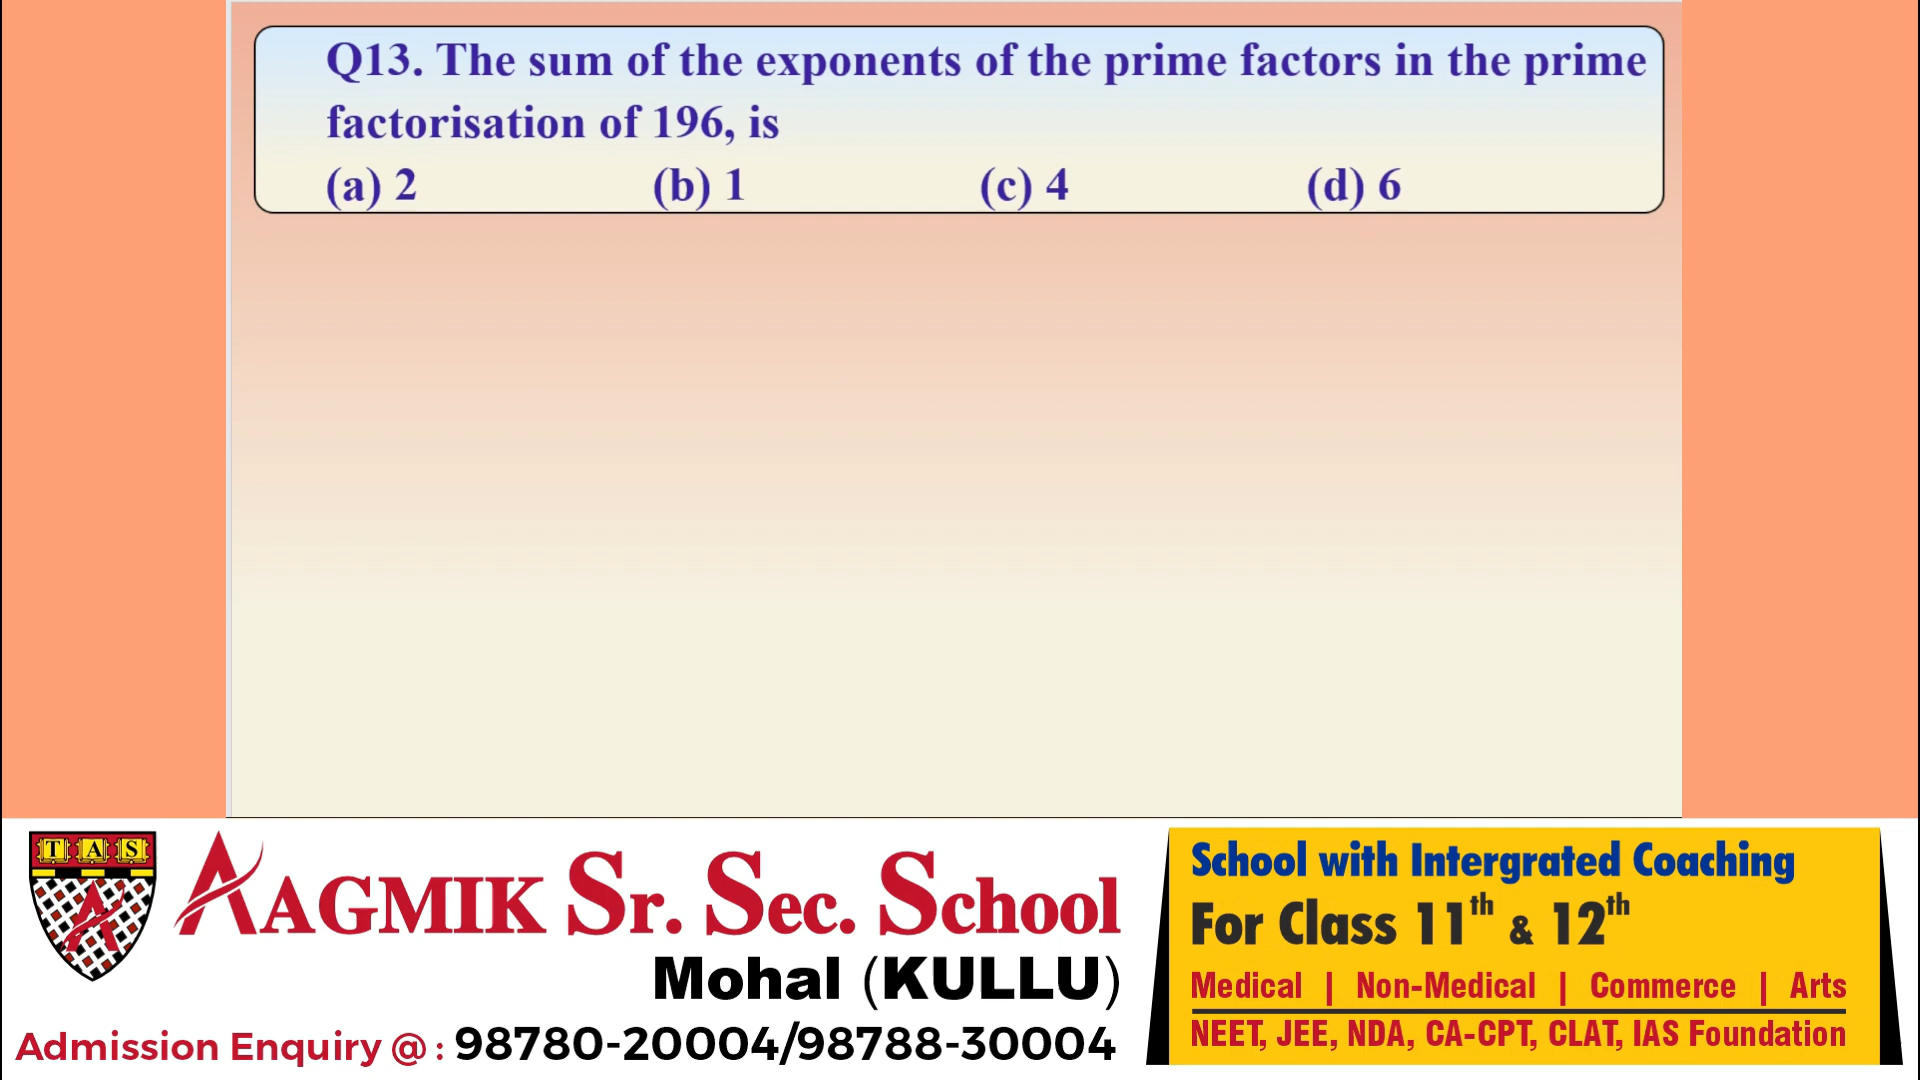 Q13. The sum of the exponents of the prime factors in the prime
factorisation of 196, is
(a) 2 (b) 1 (c) 4 (d) 6
TAS
AAGMIK Sr. Sec. School
Mohal (KULLU)
Admission Enquiry @ : 98780-20004/98788-30004
School with Intergrated Coaching
For Class 11th & 12th
Medical | Non-Medical | Commerce | Arts
NEET, JEE, NDA, CA-CPT, CLAT, IAS Foundation